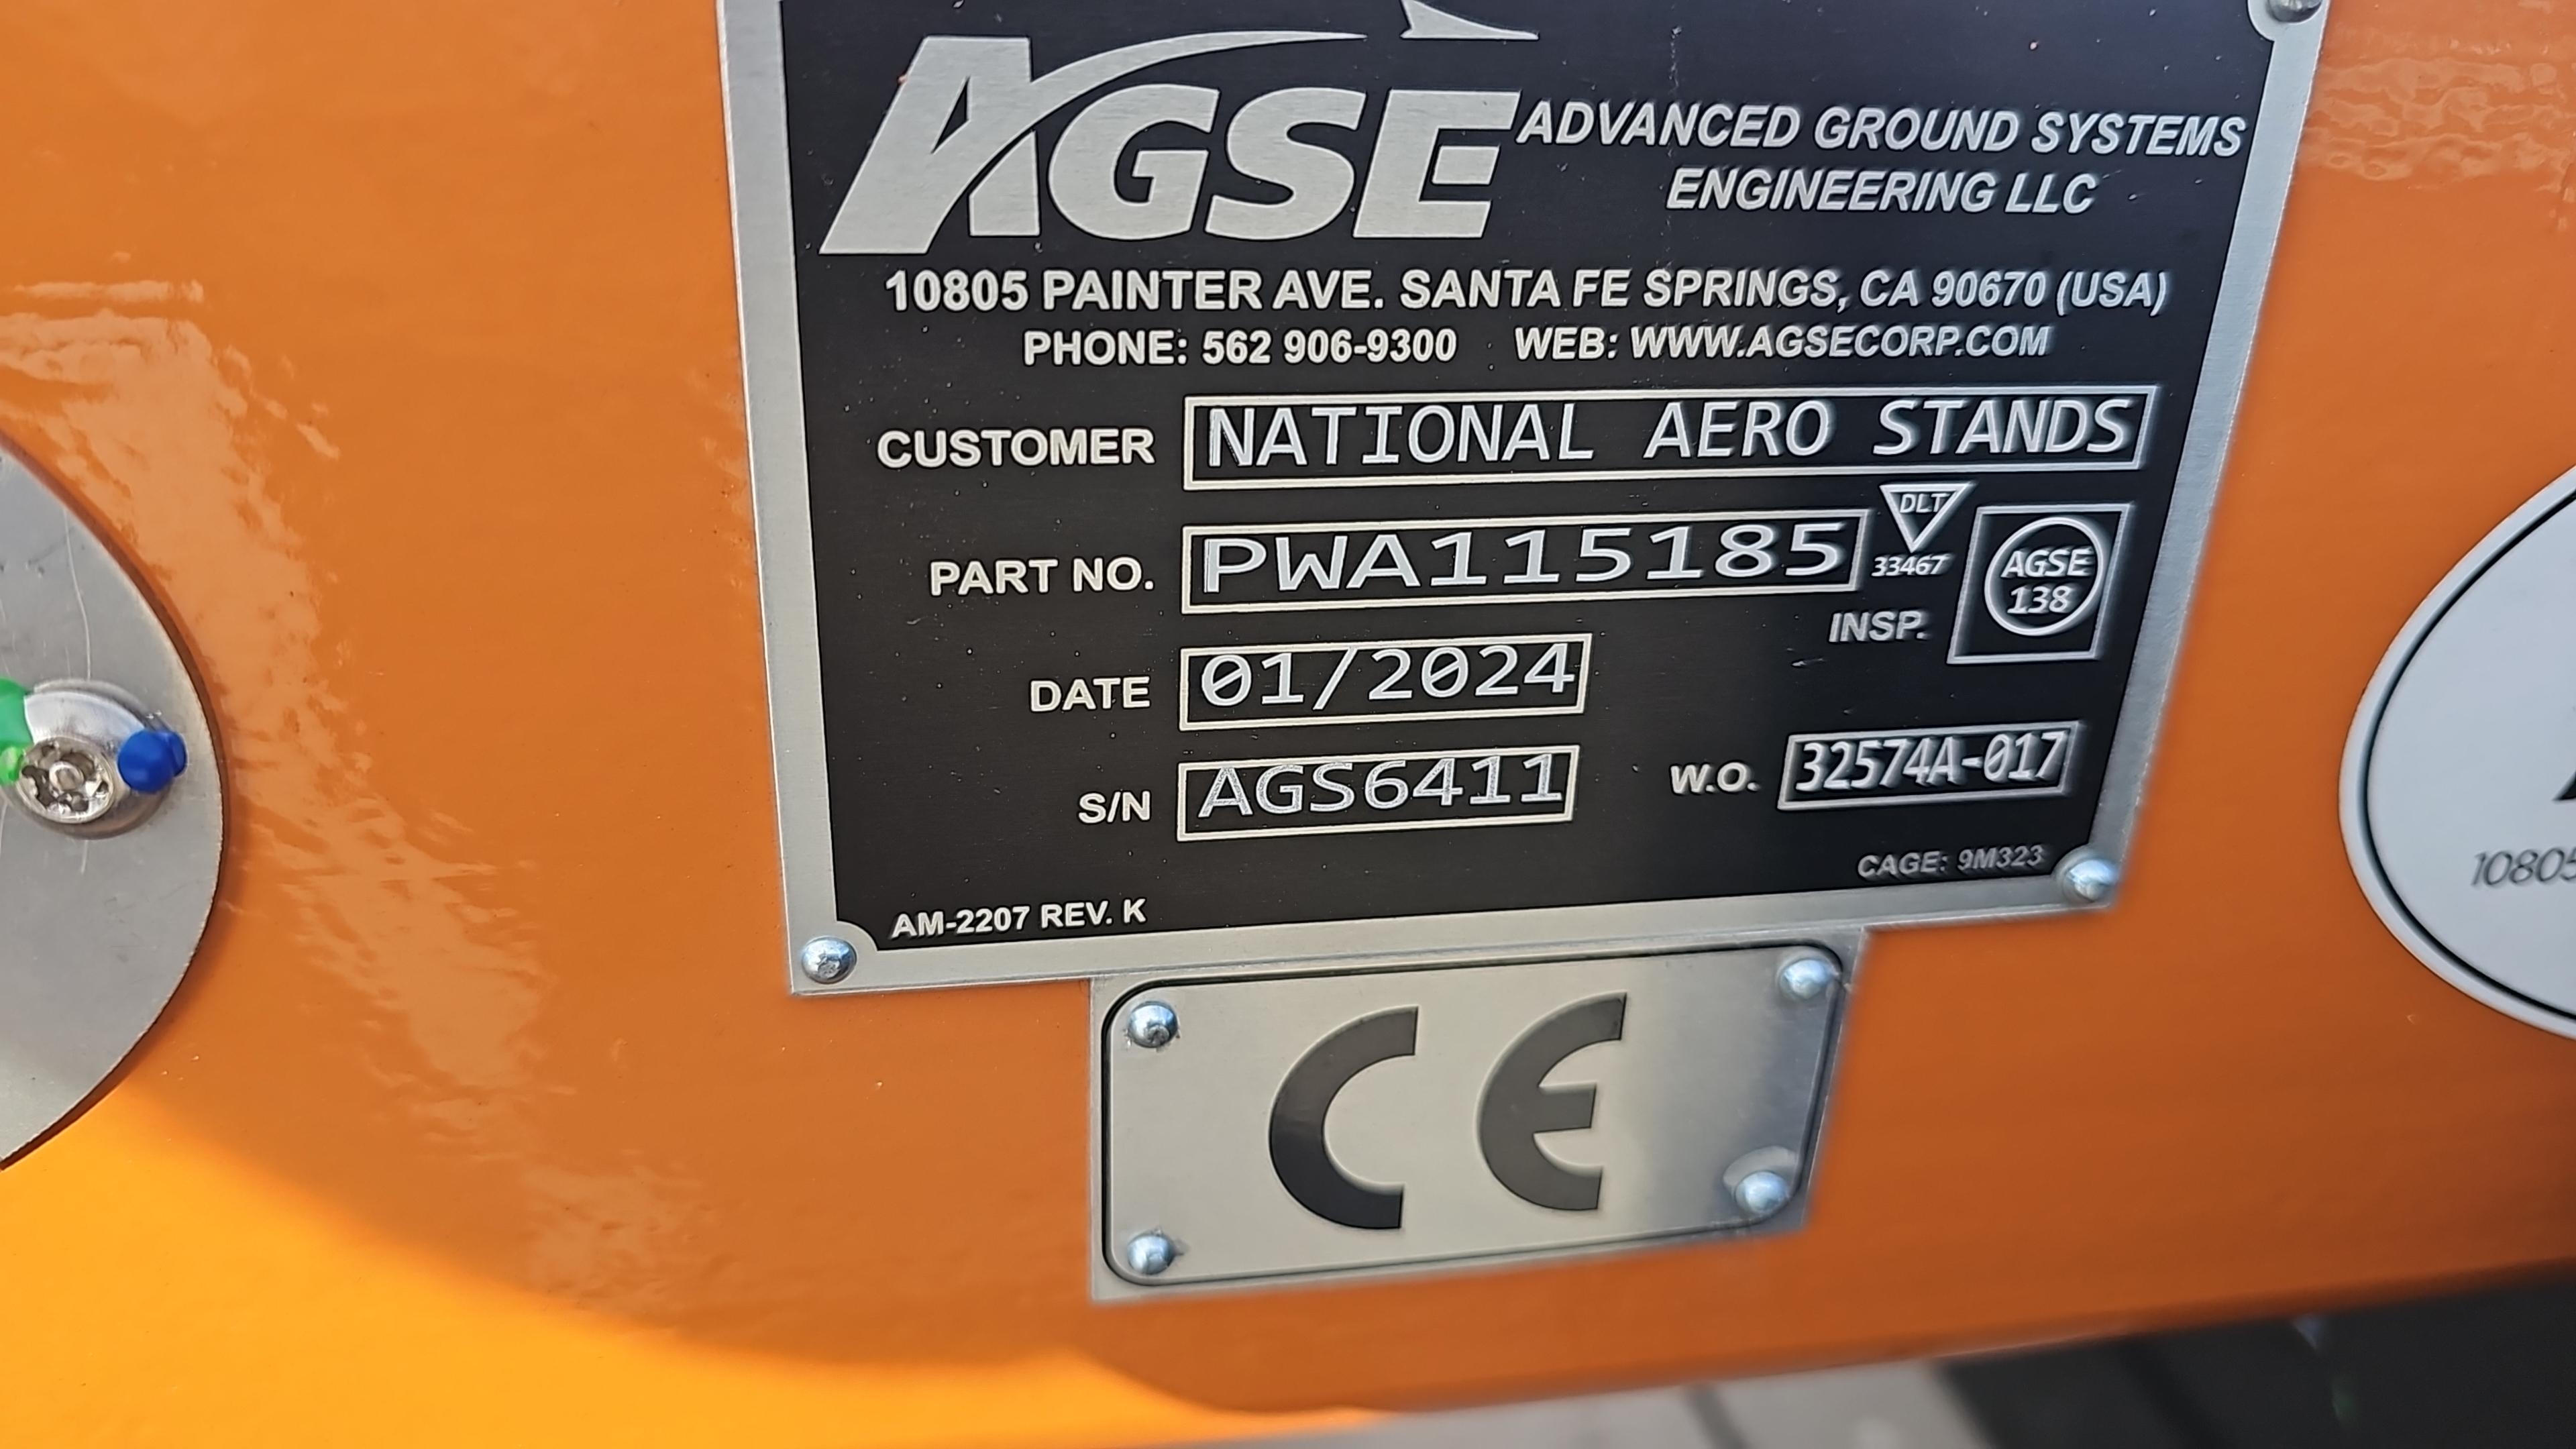 AGSE
ADVANCED GROUND SYSTEMS
ENGINEERING LLC
10805 PAINTER AVE. SANTA FE SPRINGS, CA 90670 (USA)
PHONE: 562 906-9300 WEB: WWW.AGSECORP.COM
CUSTOMER NATIONAL AERO STANDS
PART NO. PWA115185
DLT
33467
INSP.
AGSE
138
DATE 01/2024
S/N AGS6411
W.O. 32574A-017
CAGE: 9M323
AM-2207 REV. K
CE
1080